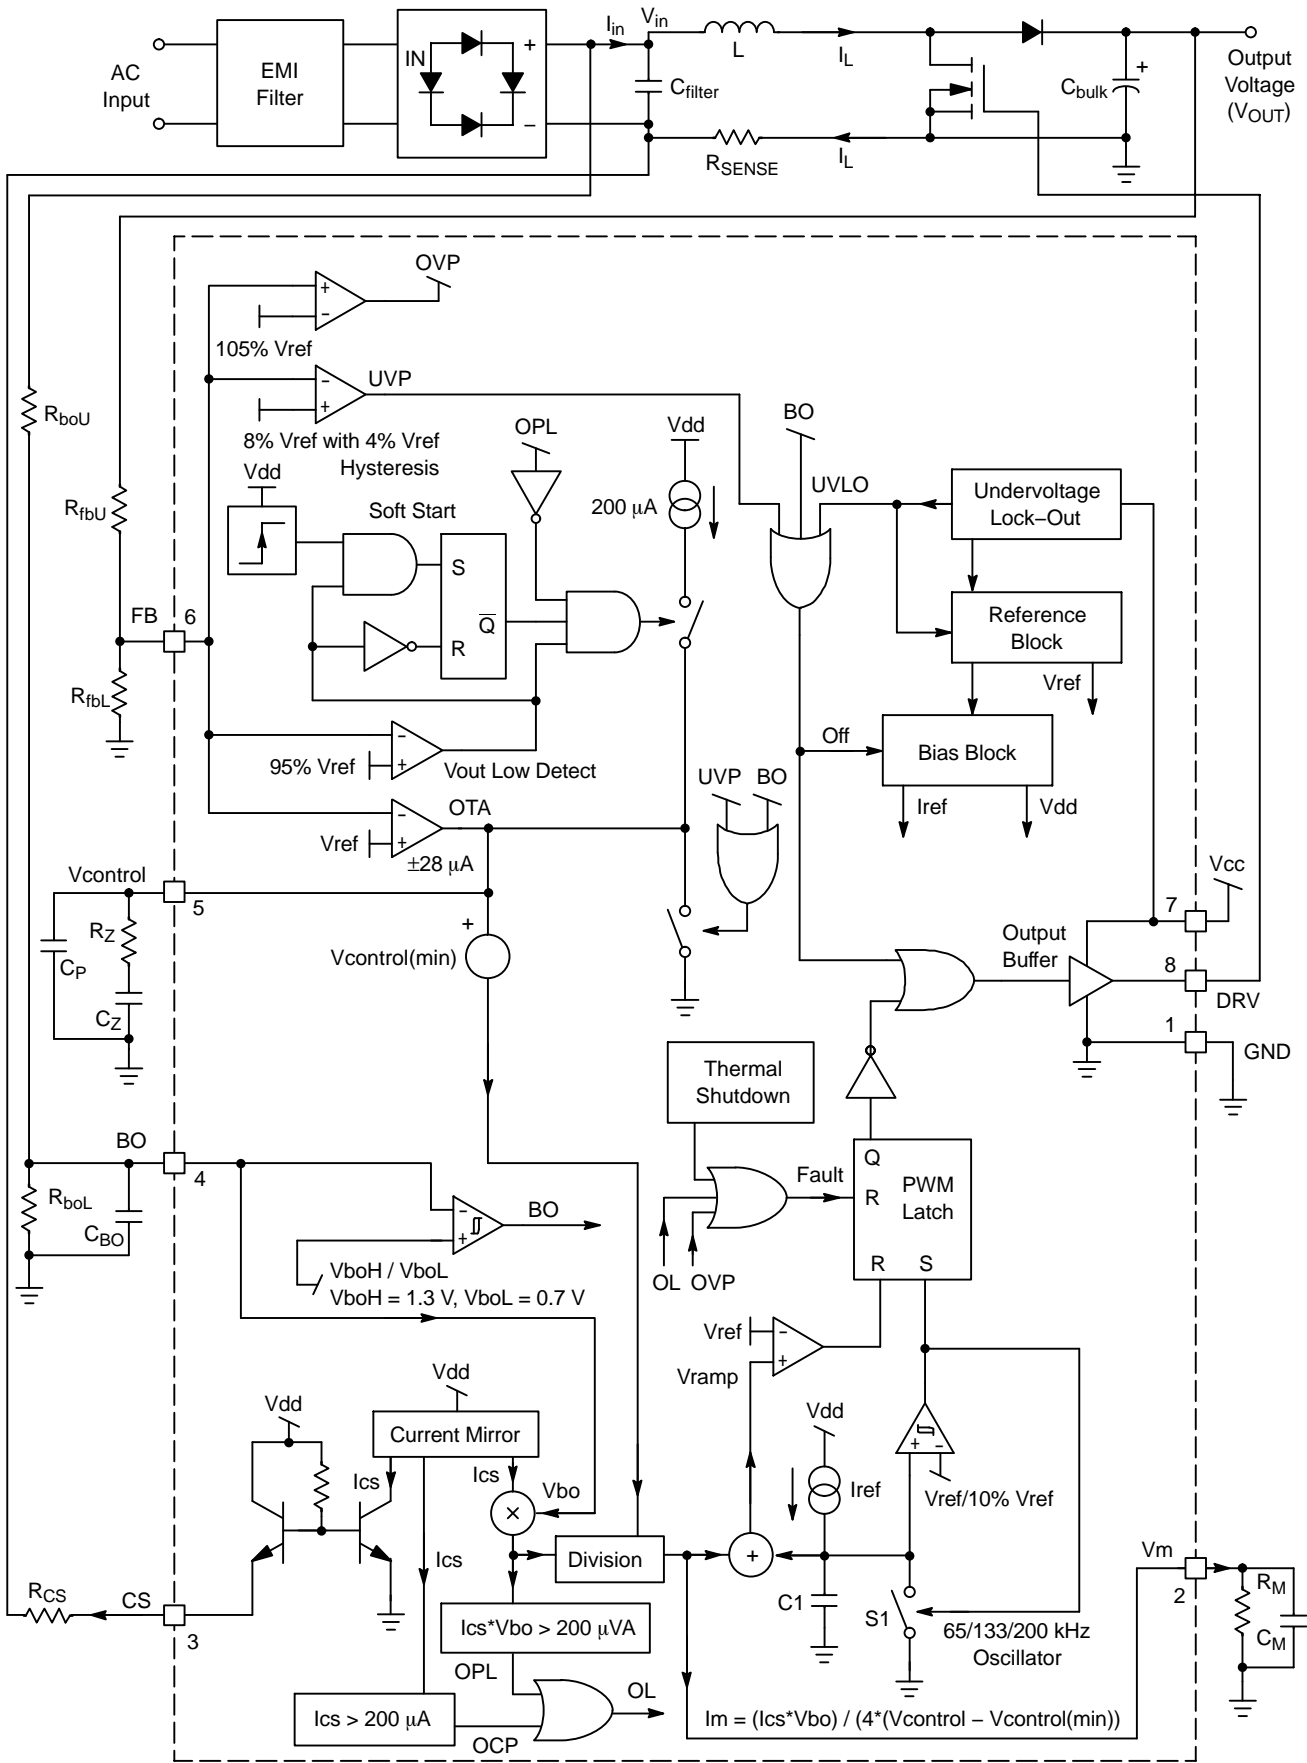 AC
Input
EMI
Filter
IN
+
−
Iin
Vin
Cfilter
L
IL
RSENSE
IL
Cbulk
+
Output
Voltage
(VOUT)
OVP
+
−
105% Vref
UVP
−
+
8% Vref with 4% Vref
Hysteresis
RboU
RfbU
Vdd
Soft Start
OPL
Vdd
200 μA
BO
UVLO
Undervoltage
Lock−Out
S
Q
R
Reference
Block
Vref
FB
6
RfbL
−
+
95% Vref
Vout Low Detect
Off
Bias Block
Iref
Vdd
UVP
BO
−
+
Vref
OTA
±28 μA
Vcontrol
5
RZ
CP
CZ
+
Vcontrol(min)
Vcc
7
Output
Buffer
8
DRV
1
GND
Thermal
Shutdown
BO
4
RboL
CBO
−
+
BO
VboH / VboL
VboH = 1.3 V, VboL = 0.7 V
Fault
OL
OVP
Q
R
PWM
Latch
R
S
Vref
−
+
Vramp
Vdd
Vdd
Current Mirror
Ics
Ics
Vbo
×
Ics
Division
+
Vdd
Iref
+
−
Vref/10% Vref
C1
S1
65/133/200 kHz
Oscillator
Vm
2
RM
CM
RCS
CS
3
Ics*Vbo > 200 μVA
OPL
OL
Ics > 200 μA
OCP
Im = (Ics*Vbo) / (4*(Vcontrol − Vcontrol(min))